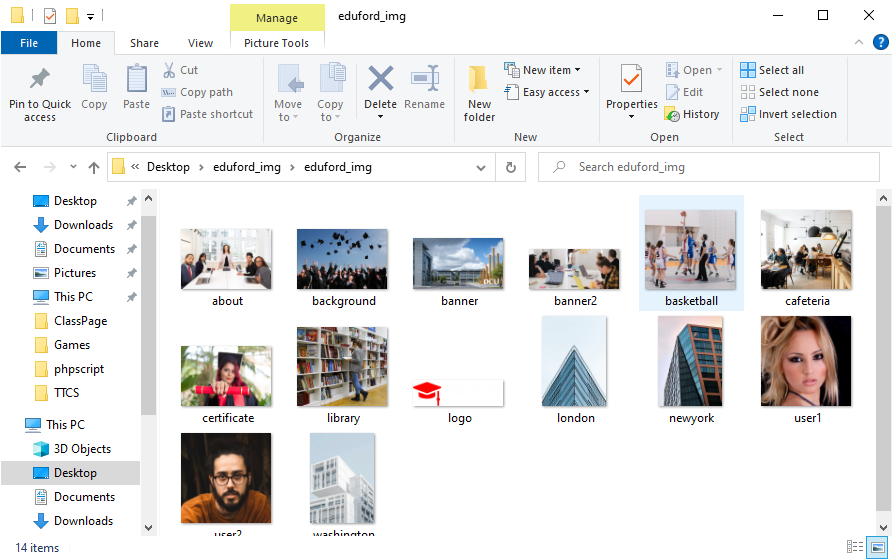 Manage
eduford_img
File
Home
Share
View
Picture Tools
Pin to Quick access
Copy
Paste
Cut
Copy path
Paste shortcut
Clipboard
Move to
Copy to
Delete
Rename
Organize
New folder
New item
Easy access
New
Properties
Open
Edit
History
Open
Select all
Select none
Invert selection
Select
« Desktop > eduford_img > eduford_img
Search eduford_img
Desktop
Downloads
Documents
Pictures
This PC
ClassPage
Games
phpscript
TTCS
This PC
3D Objects
Desktop
Documents
Downloads
DCU
about
background
banner
banner2
basketball
cafeteria
certificate
library
logo
london
newyork
user1
user2
washington
14 items